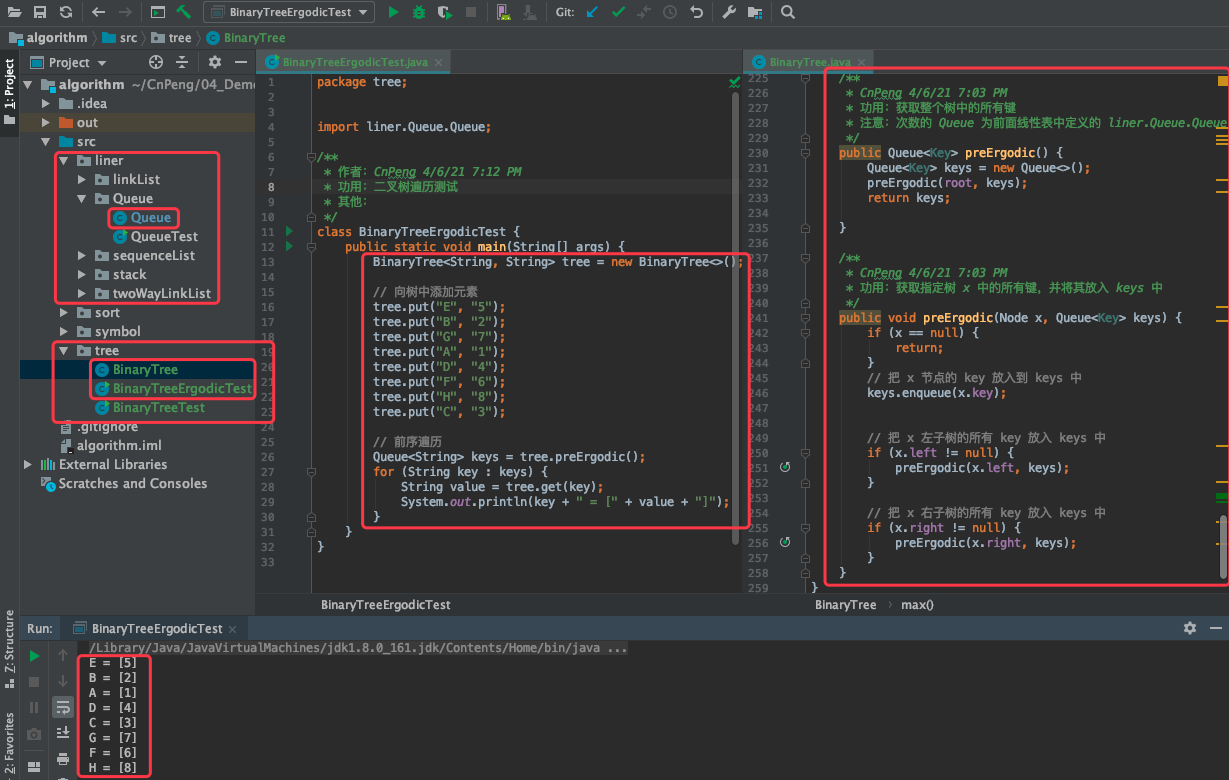 BinaryTreeErgodicTest
Git:
algorithm
src
tree
BinaryTree
1: Project
Z: Structure
2: Favorites
Project
algorithm ~/CnPeng/04_Demo
.idea
out
src
liner
linkList
Queue
Queue
QueueTest
sequenceList
stack
twoWayLinkList
sort
symbol
tree
BinaryTree
BinaryTreeErgodicTest
BinaryTreeTest
.gitignore
algorithm.iml
External Libraries
Scratches and Consoles
BinaryTreeErgodicTest.java
1 package tree;
2
3
4 import liner.Queue.Queue;
5
6 /**
7 * 作者：CnPeng 4/6/21 7:12 PM
8 * 功用：二叉树遍历测试
9 * 其他：
10 */
11 class BinaryTreeErgodicTest {
12 public static void main(String[] args) {
13 BinaryTree<String, String> tree = new BinaryTree<>();
14
15 // 向树中添加元素
16 tree.put("E", "5");
17 tree.put("B", "2");
18 tree.put("G", "7");
19 tree.put("A", "1");
20 tree.put("D", "4");
21 tree.put("F", "6");
22 tree.put("H", "8");
23 tree.put("C", "3");
24
25 // 前序遍历
26 Queue<String> keys = tree.preErgodic();
27 for (String key : keys) {
28 String value = tree.get(key);
29 System.out.println(key + " = [" + value + "]");
30 }
31 }
32 }
33
BinaryTreeErgodicTest
BinaryTree.java
225 /**
226 * CnPeng 4/6/21 7:03 PM
227 * 功用：获取整个树中的所有键
228 * 注意：次数的 Queue 为前面线性表中定义的 liner.Queue.Queue
229 */
230 public Queue<Key> preErgodic() {
231 Queue<Key> keys = new Queue<>();
232 preErgodic(root, keys);
233 return keys;
234
235 }
236
237 /**
238 * CnPeng 4/6/21 7:03 PM
239 * 功用：获取指定树 x 中的所有键，并将其放入 keys 中
240 */
241 public void preErgodic(Node x, Queue<Key> keys) {
242 if (x == null) {
243 return;
244 }
245 // 把 x 节点的 key 放入到 keys 中
246 keys.enqueue(x.key);
247
248
249 // 把 x 左子树的所有 key 放入 keys 中
250 if (x.left != null) {
251 preErgodic(x.left, keys);
252 }
253
254 // 把 x 右子树的所有 key 放入 keys 中
255 if (x.right != null) {
256 preErgodic(x.right, keys);
257 }
258 }
259 }
BinaryTree
max()
Run:
BinaryTreeErgodicTest
/Library/Java/JavaVirtualMachines/jdk1.8.0_161.jdk/Contents/Home/bin/java ...
E = [5]
B = [2]
A = [1]
D = [4]
C = [3]
G = [7]
F = [6]
H = [8]